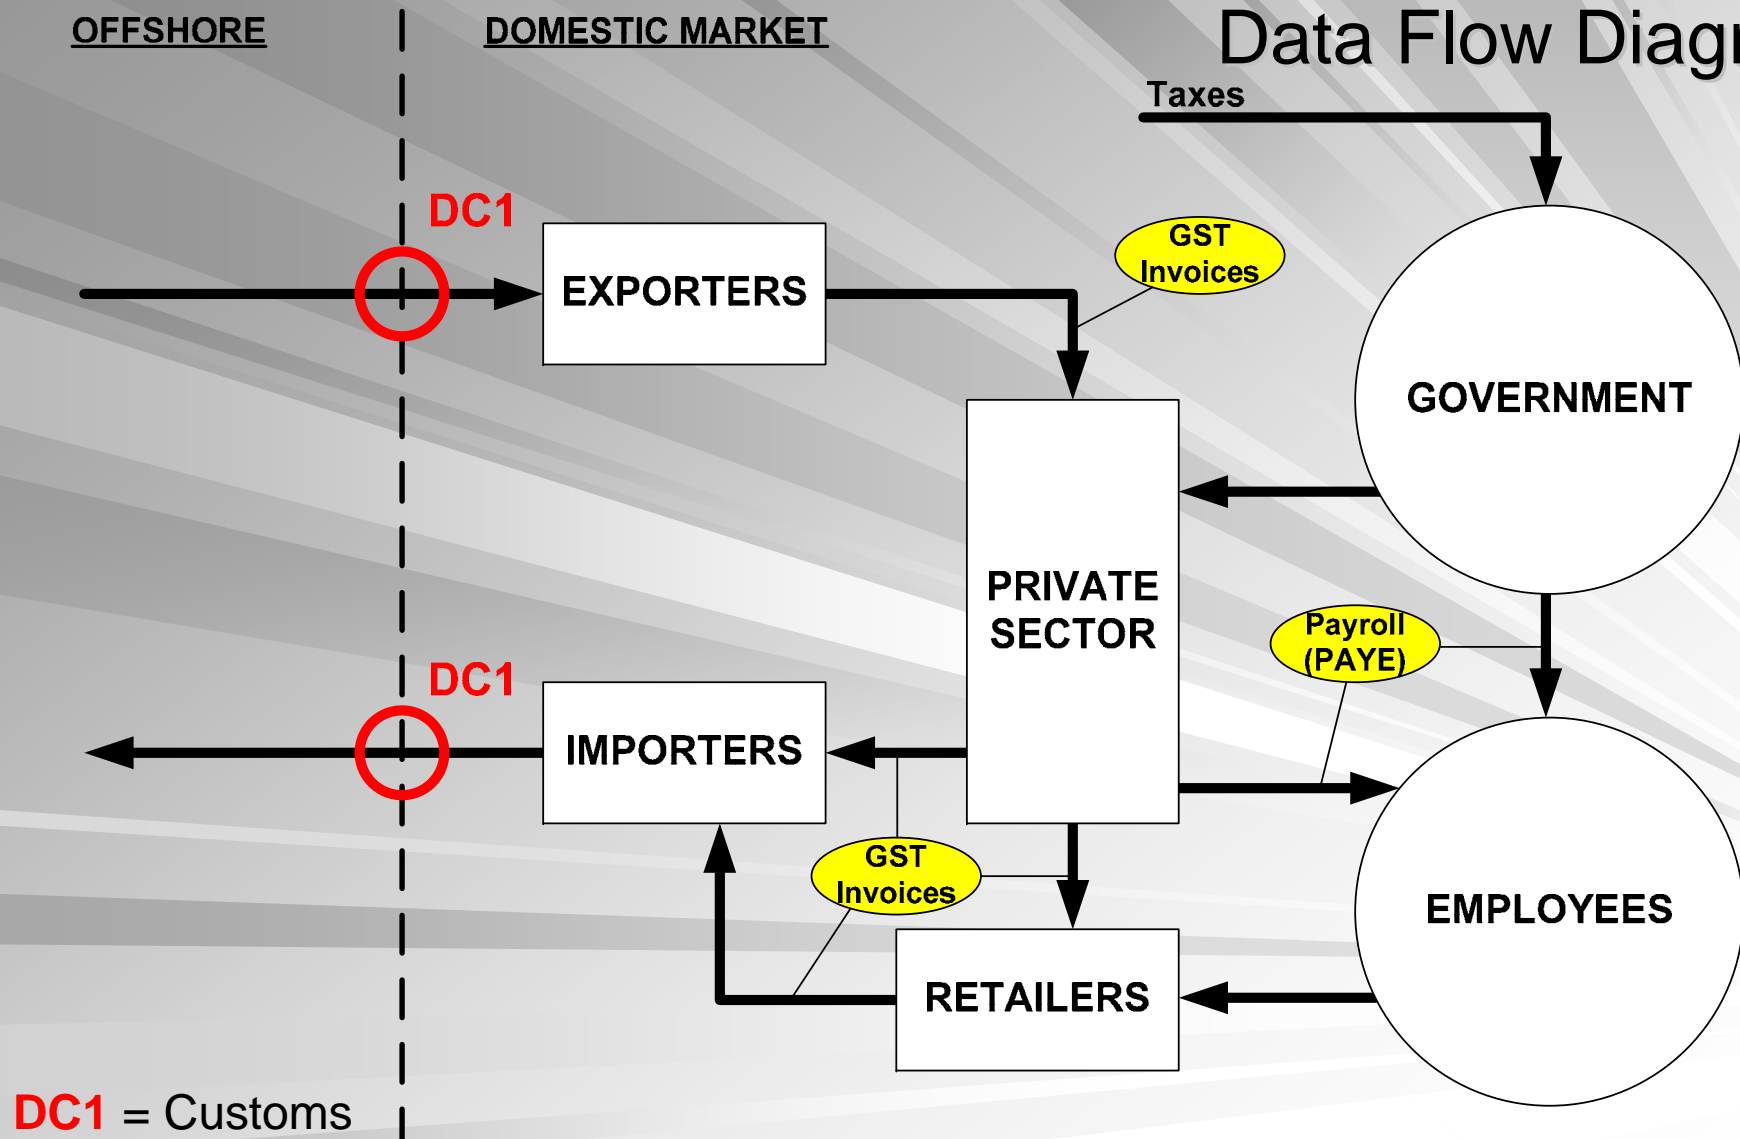 OFFSHORE
DOMESTIC MARKET
Data Flow Diagr
Taxes
DC1
EXPORTERS
GST
Invoices
GOVERNMENT
PRIVATE
SECTOR
Payroll
(PAYE)
DC1
IMPORTERS
GST
Invoices
EMPLOYEES
RETAILERS
DC1 = Customs